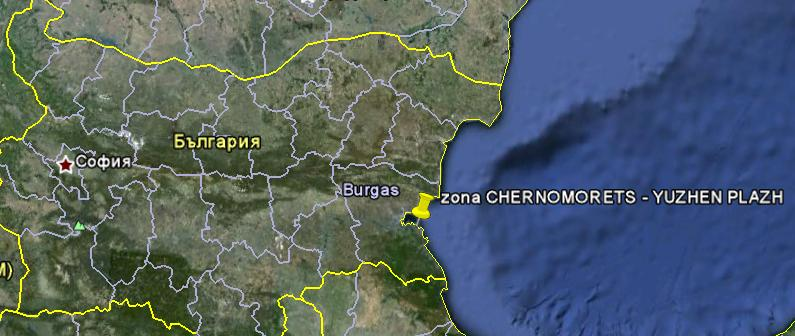 България
София
Burgas
zona CHERNOMORETS - YUZHEN PLAZH
M)